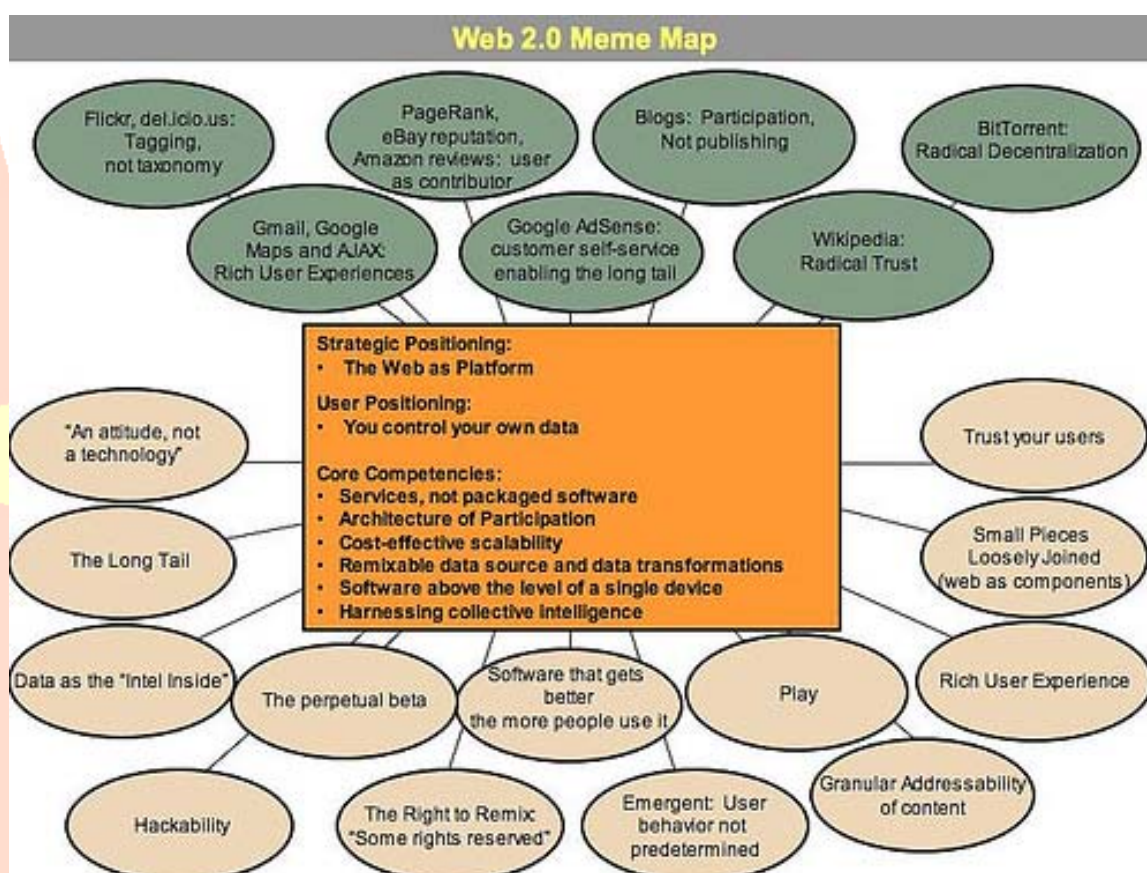 Web 2.0 Meme Map
Flickr, del.icio.us:
Tagging,
not taxonomy
PageRank,
eBay reputation,
Amazon reviews: user
as contributor
Blogs: Participation,
Not publishing
BitTorrent:
Radical Decentralization
Gmail, Google
Maps and AJAX:
Rich User Experiences
Google AdSense:
customer self-service
enabling the long tail
Wikipedia:
Radical Trust
Strategic Positioning:
• The Web as Platform
User Positioning:
• You control your own data
Core Competencies:
• Services, not packaged software
• Architecture of Participation
• Cost-effective scalability
• Remixable data source and data transformations
• Software above the level of a single device
• Harnessing collective intelligence
"An attitude, not
a technology"
Trust your users
The Long Tail
Small Pieces
Loosely Joined
(web as components)
Data as the "Intel Inside"
The perpetual beta
Software that gets
better
the more people use it
Play
Rich User Experience
Hackability
The Right to Remix:
"Some rights reserved"
Emergent: User
behavior not
predetermined
Granular Addressability
of content